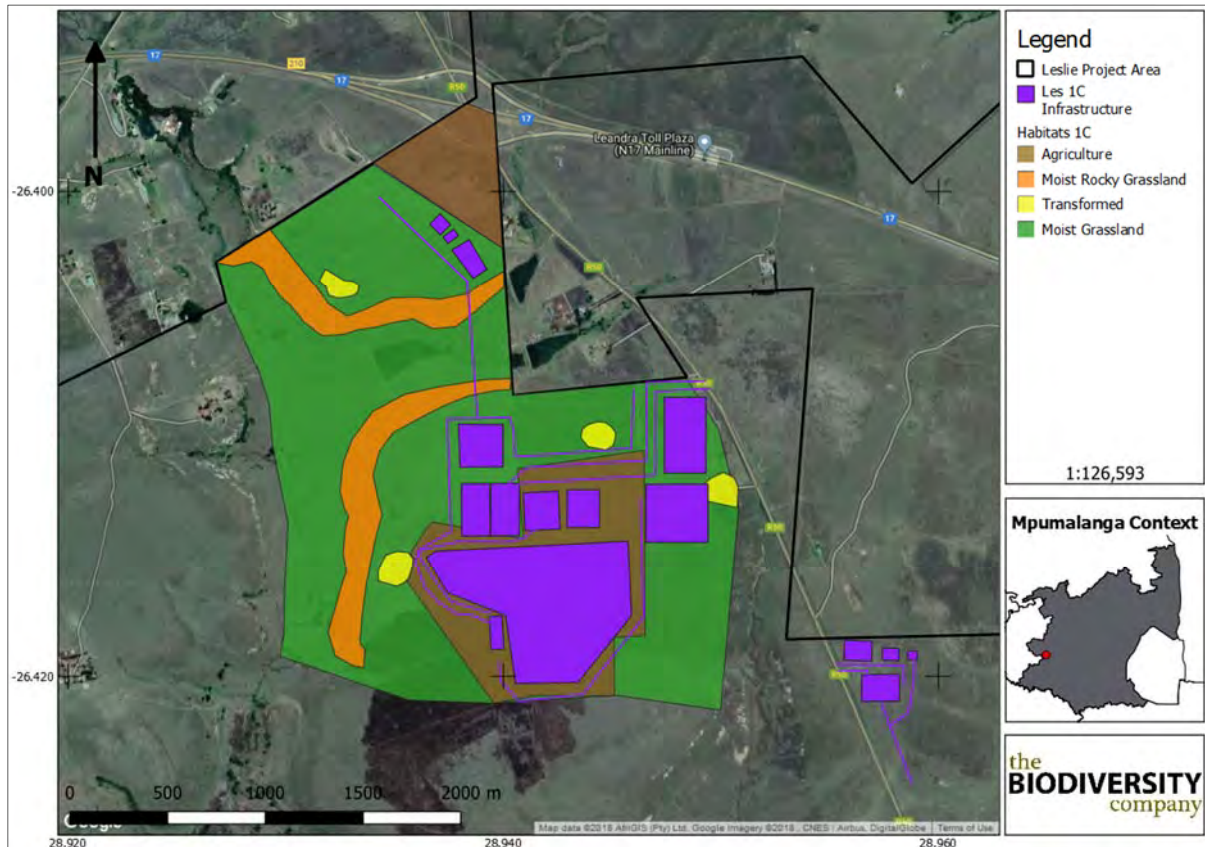 Legend
Leslie Project Area
Les 1C
Infrastructure
Habitats 1C
Agriculture
Moist Rocky Grassland
Transformed
Moist Grassland
1:126,593
Mpumalanga Context
the
BIODIVERSITY
company
N
17
210
17
R50
17
Leandra Toll Plaza
(N17 Mainline)
17
R50
R50
R50
R50
-26.400
-26.420
0 500 1000 1500 2000 m
Google
Map data ©2018 AfriGIS (Pty) Ltd, Google Imagery ©2018, CNES / Airbus, DigitalGlobe
Terms of Use
28.920 28.940 28.960